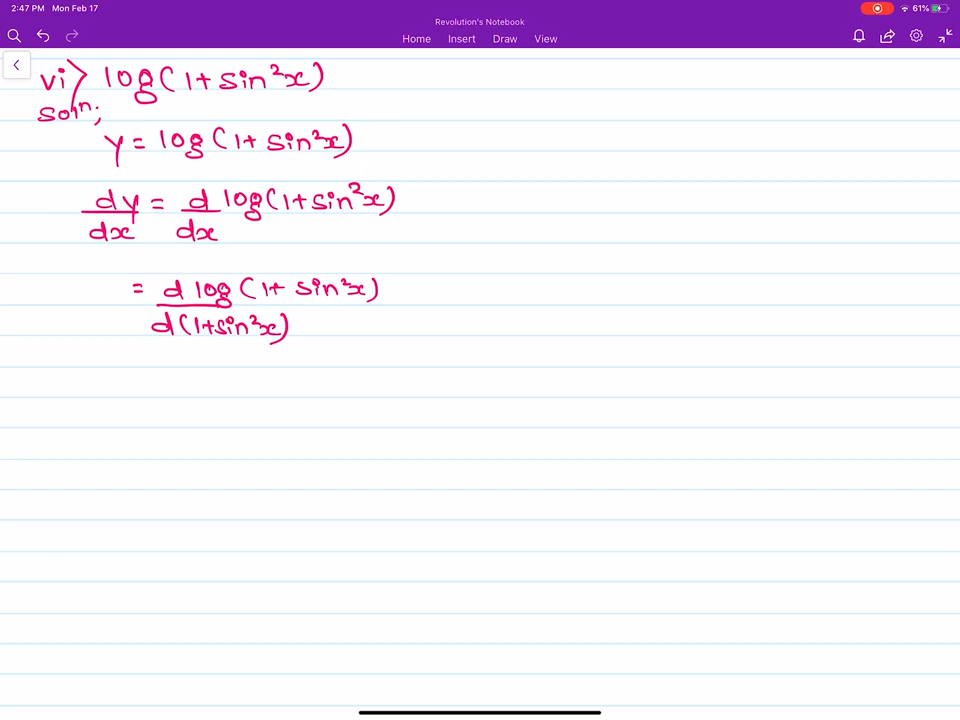 2:47 PM Mon Feb 17
61%
Revolution's Notebook
Home Insert Draw View
vi> log(1+sin²x)
soln;
y = log(1+ sin²x)
dy/dx = d/dx log(1+sin²x)
= d log(1+ sin²x)/d(1+sin²x)